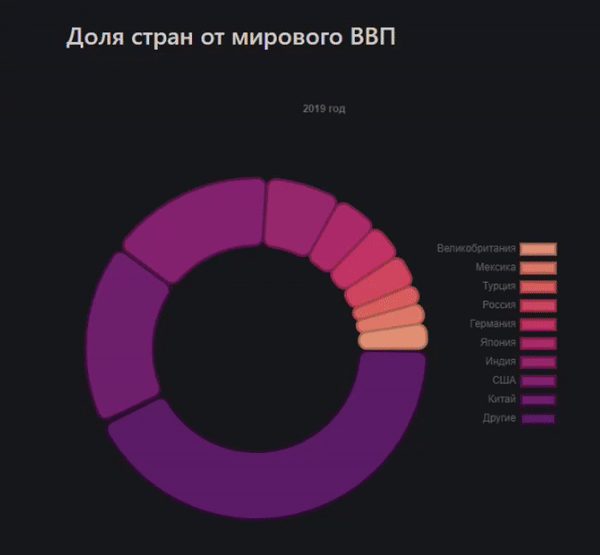 Доля стран от мирового ВВП
2019 год
Великобритания
Мексика
Турция
Россия
Германия
Япония
Индия
США
Китай
Другие